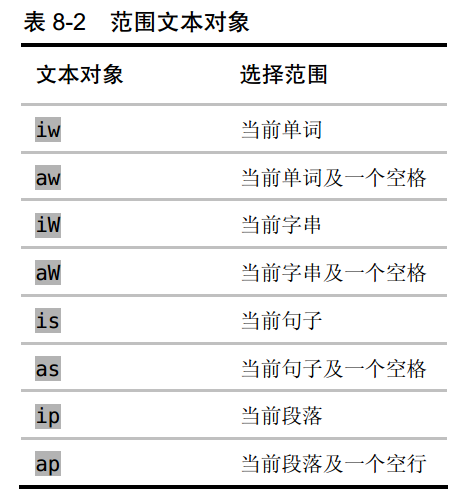 表 8-2 范围文本对象
文本对象 选择范围
iw 当前单词
aw 当前单词及一个空格
iW 当前字串
aW 当前字串及一个空格
is 当前句子
as 当前句子及一个空格
ip 当前段落
ap 当前段落及一个空行